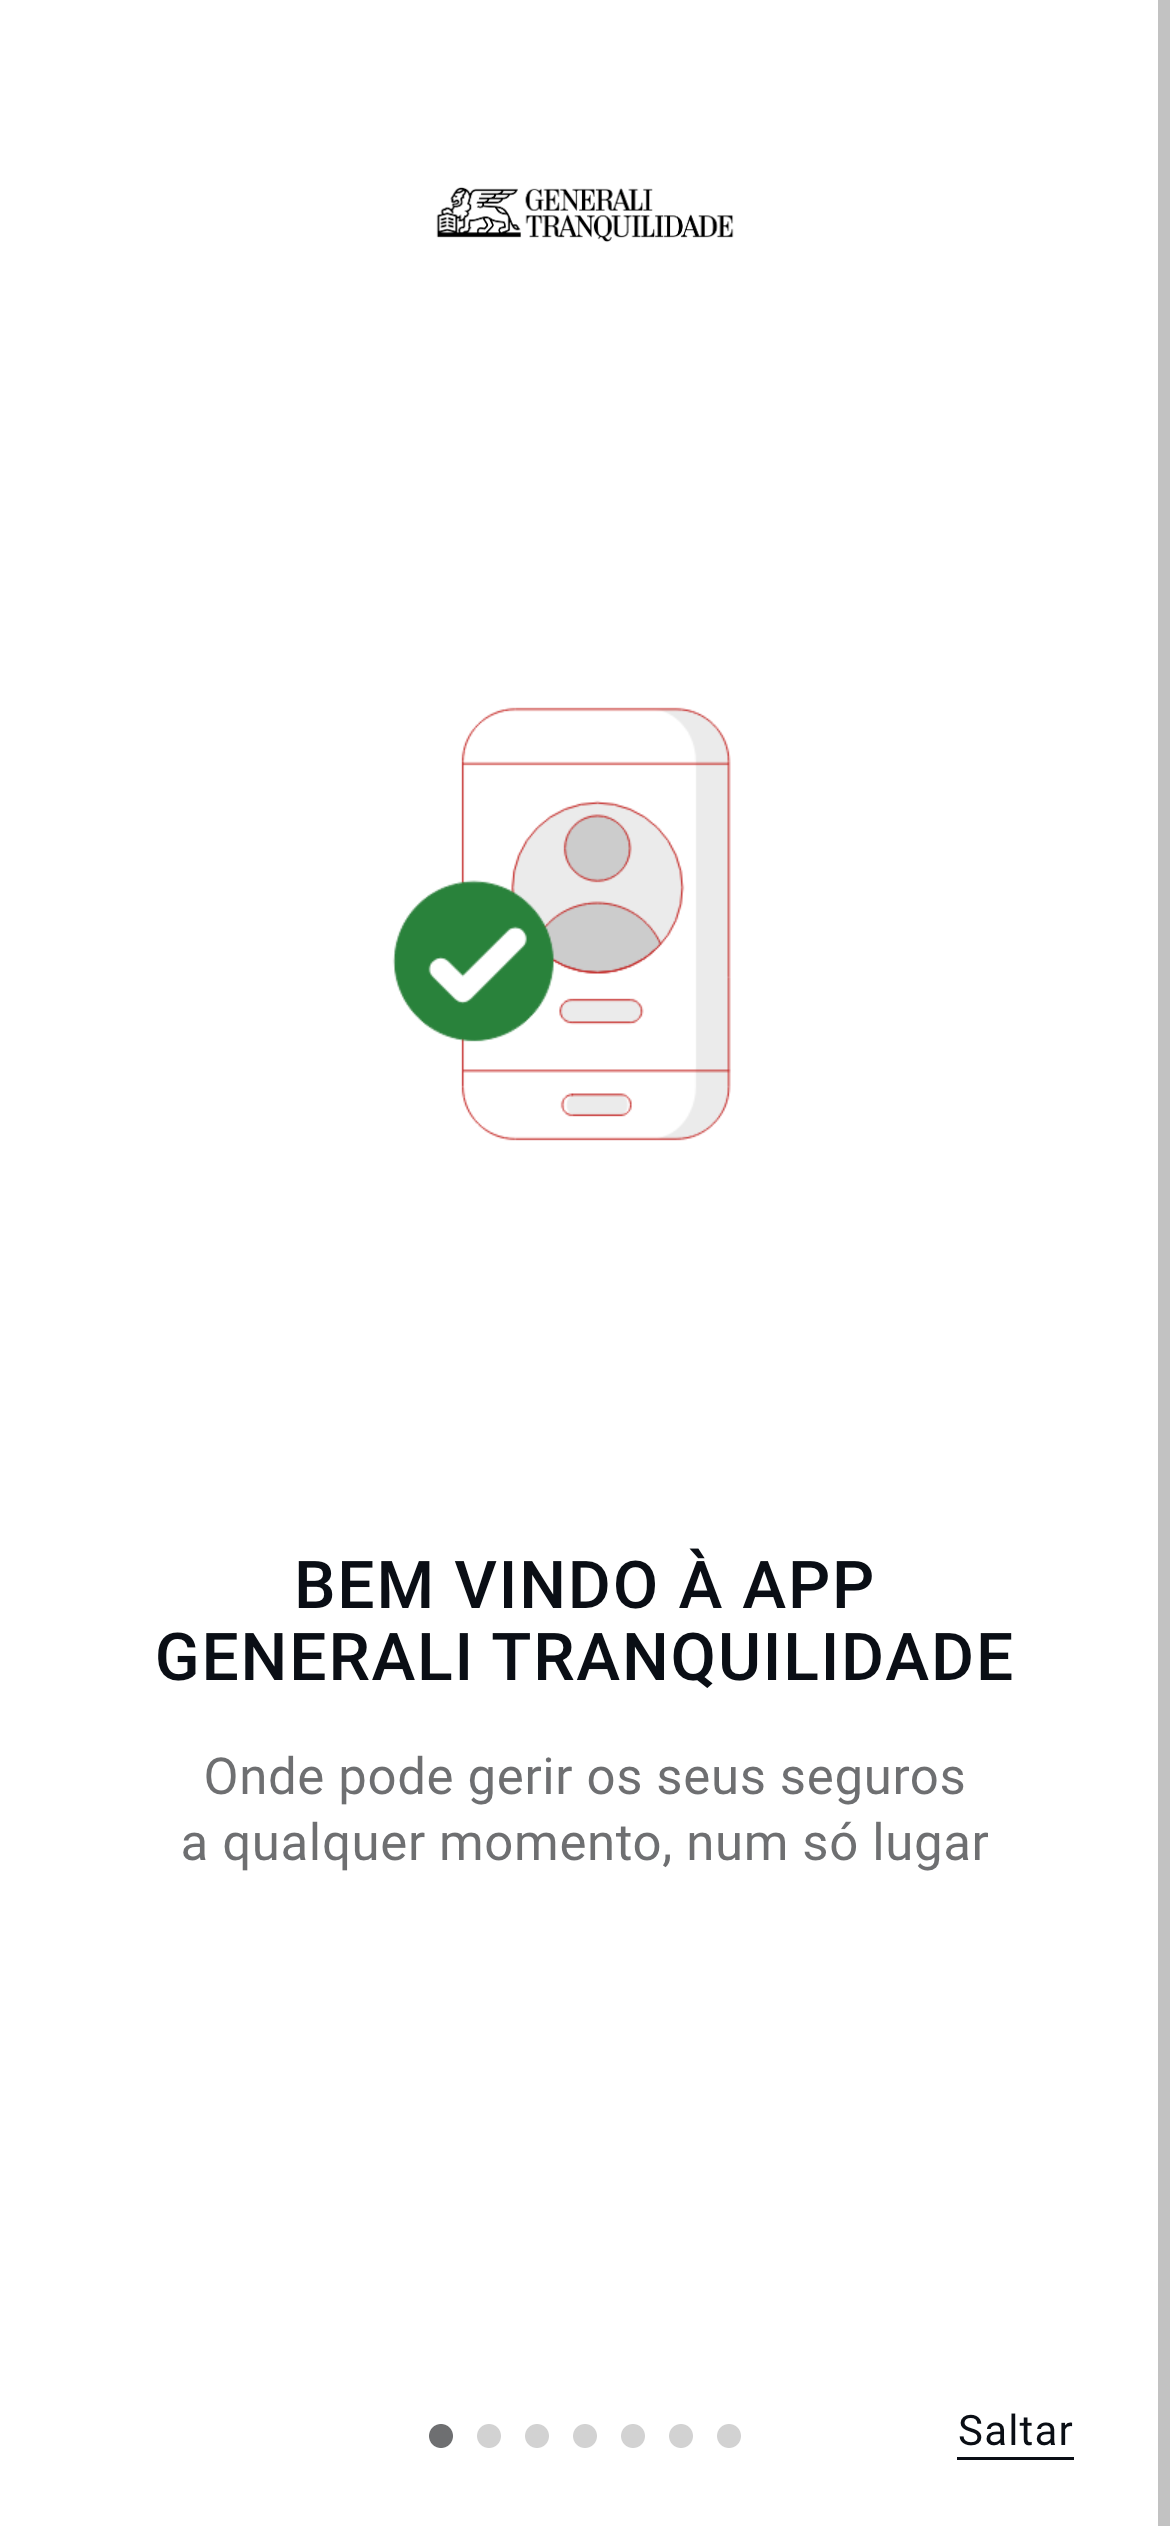 GENERALI
TRANQUILIDADE
BEM VINDO À APP
GENERALI TRANQUILIDADE
Onde pode gerir os seus seguros
a qualquer momento, num só lugar
Saltar